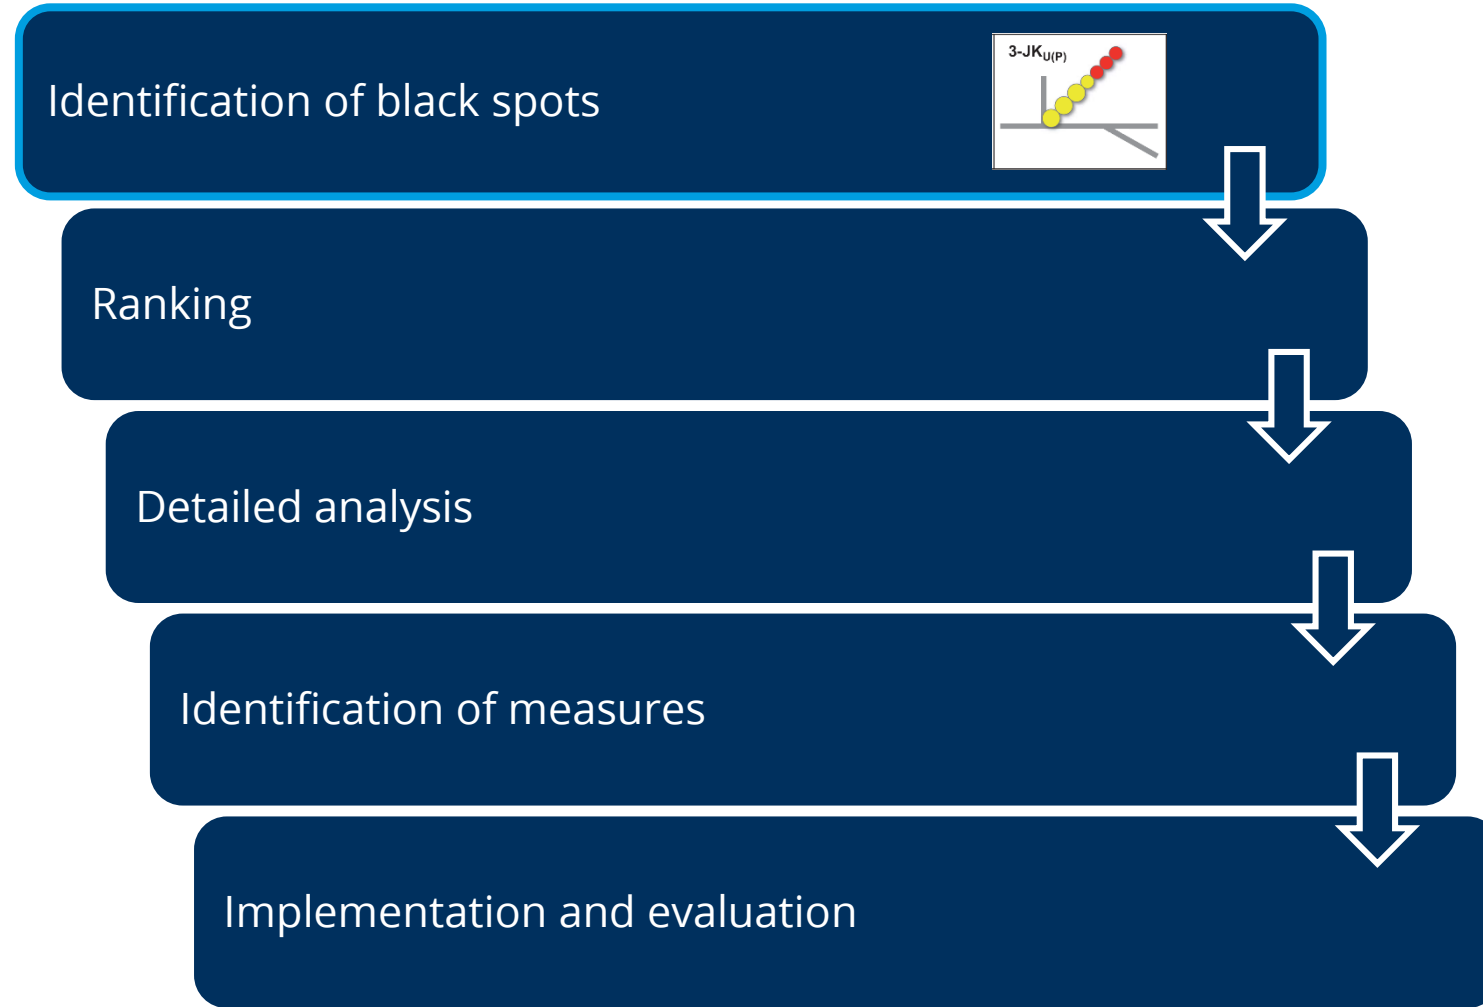 Identification of black spots
3-JKU(P)
Ranking
Detailed analysis
Identification of measures
Implementation and evaluation